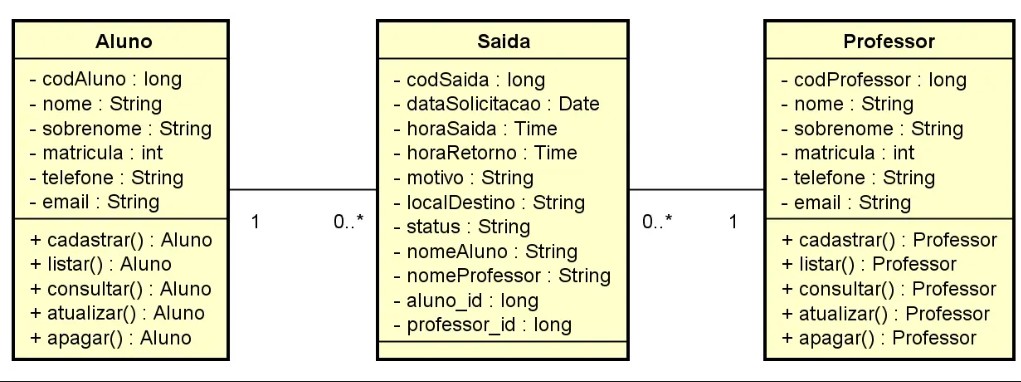 Aluno
- codAluno : long
- nome : String
- sobrenome : String
- matricula : int
- telefone : String
- email : String
+ cadastrar() : Aluno
+ listar() : Aluno
+ consultar() : Aluno
+ atualizar() : Aluno
+ apagar() : Aluno
1
0..*
Saida
- codSaida : long
- dataSolicitacao : Date
- horaSaida : Time
- horaRetorno : Time
- motivo : String
- localDestino : String
- status : String
- nomeAluno : String
- nomeProfessor : String
- aluno_id : long
- professor_id : long
0..*
1
Professor
- codProfessor : long
- nome : String
- sobrenome : String
- matricula : int
- telefone : String
- email : String
+ cadastrar() : Professor
+ listar() : Professor
+ consultar() : Professor
+ atualizar() : Professor
+ apagar() : Professor